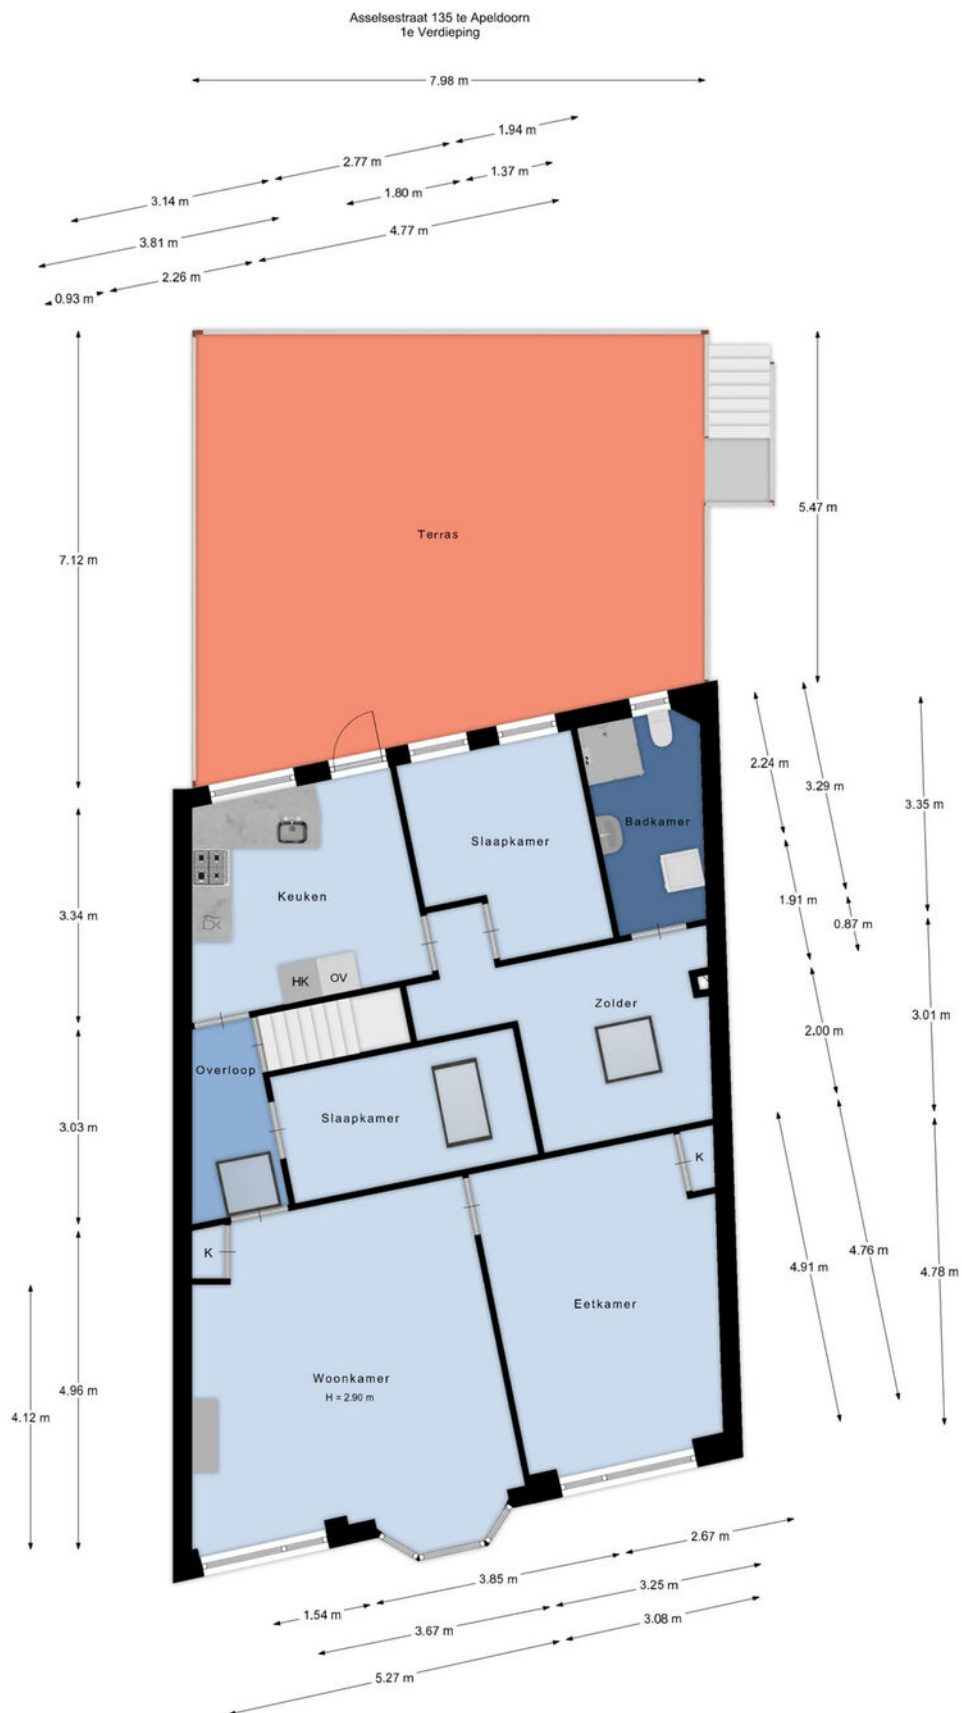 Asselsestraat 135 te Apeldoorn
1e Verdieping
7.98 m
1.94 m
2.77 m
1.37 m
3.14 m
1.80 m
4.77 m
3.81 m
2.26 m
0.93 m
5.47 m
Terras
7.12 m
2.24 m
3.29 m
3.35 m
Badkamer
Slaapkamer
Keuken
1.91 m
3.34 m
0.87 m
HK
OV
Zolder
3.01 m
2.00 m
Overloop
Slaapkamer
3.03 m
K
K
4.76 m
4.91 m
4.78 m
Eetkamer
Woonkamer
H = 2.90 m
4.96 m
4.12 m
2.67 m
3.85 m
3.25 m
1.54 m
3.67 m
3.08 m
5.27 m